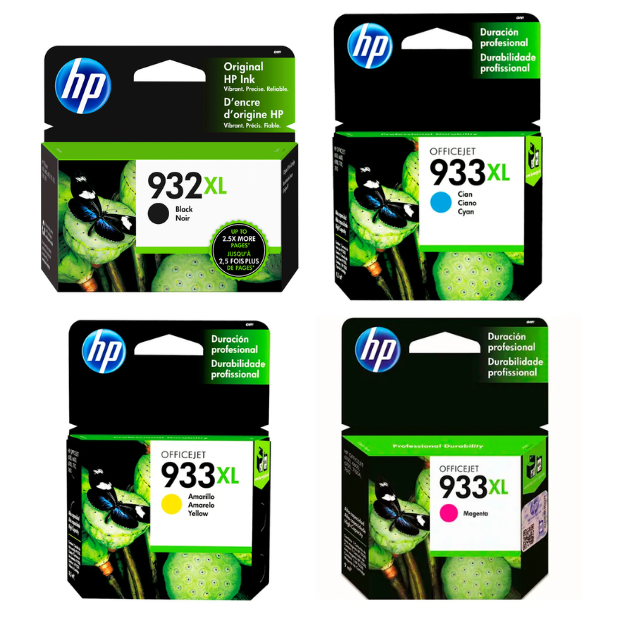 hp
Original
HP Ink
Vibrant. Precise. Reliable.
D'encre
d'origine HP
Vibrant. Précis. Fiable.
932XL
Black
Noir
UP TO
2.5X MORE
PAGES*
JUSQU'À
2,5 FOIS PLUS
DE PAGES*
hp
Duración
profesional
Durabilidade
profissional
Professional Durability
OFFICEJET
933XL
Cian
Ciano
Cyan
hp
Duración
profesional
Durabilidade
profissional
OFFICEJET
933XL
Amarillo
Amarelo
Yellow
hp
Duración
profesional
Durabilidade
profissional
Professional Durability
OFFICEJET
933XL
Magenta